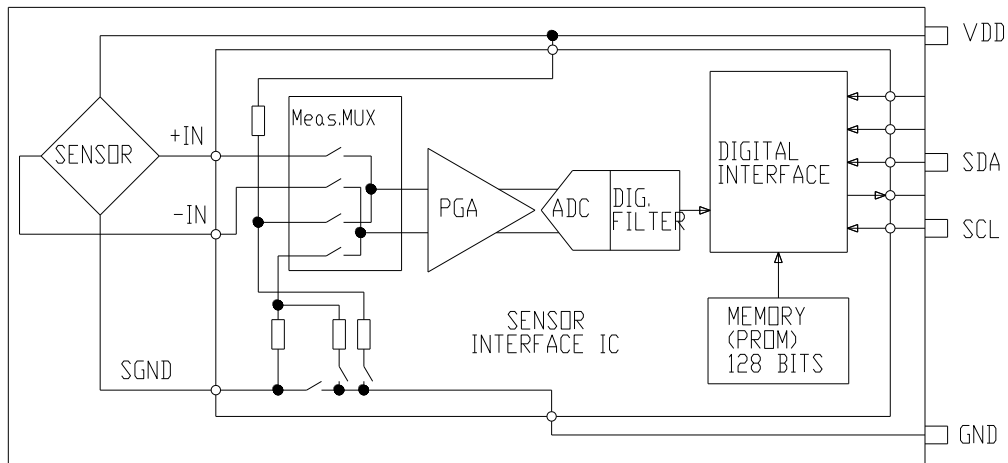 VDD
Meas.MUX
+IN
SENSOR
-IN
PGA
ADC
DIG.
FILTER
DIGITAL
INTERFACE
SDA
SCL
SENSOR
INTERFACE IC
MEMORY
(PROM)
128 BITS
SGND
GND